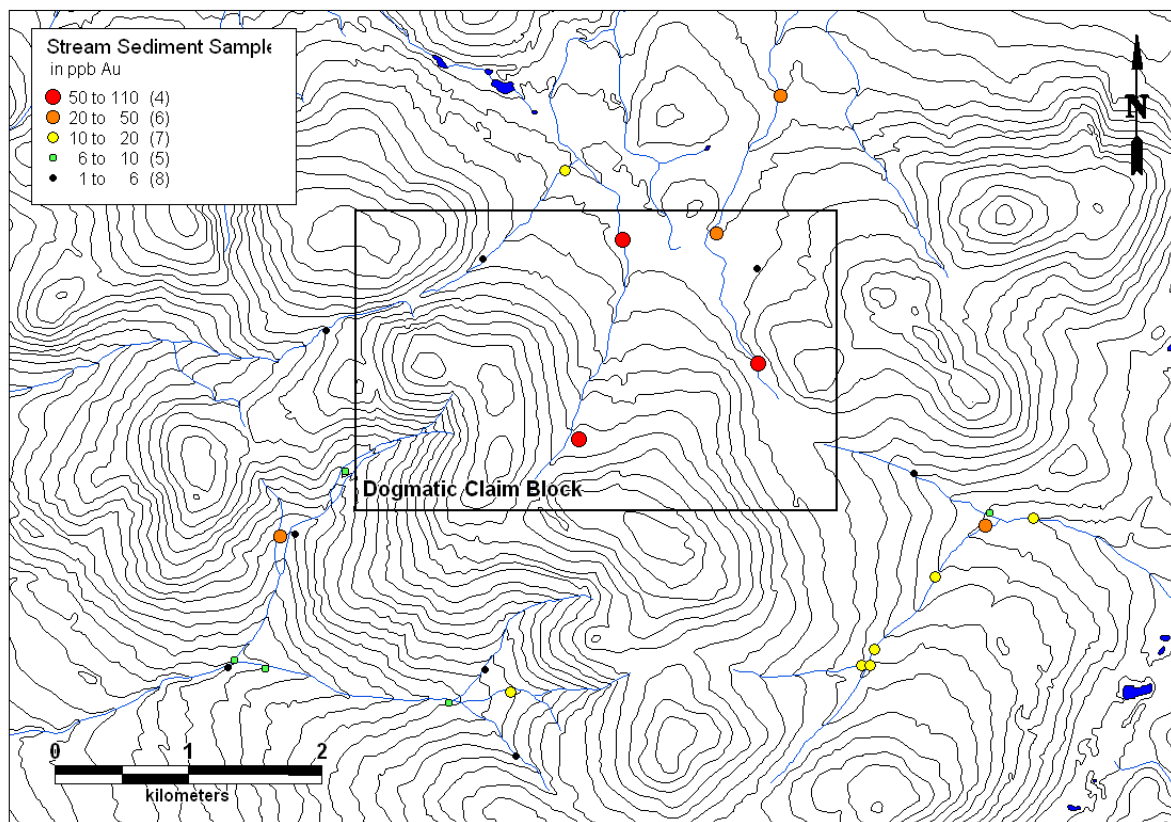 Stream Sediment Sample
in ppb Au
50 to 110 (4)
20 to 50 (6)
10 to 20 (7)
6 to 10 (5)
1 to 6 (8)
N
Dogmatic Claim Block
0 1 2
kilometers